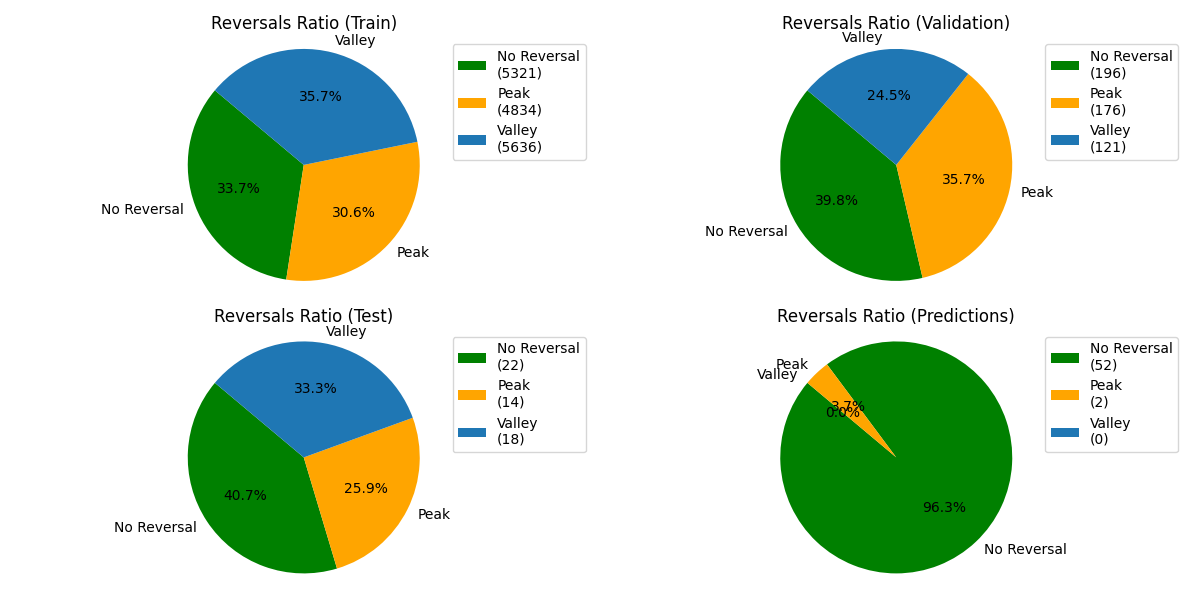 Reversals Ratio (Train)
Valley
35.7%
33.7%
30.6%
No Reversal
Peak
No Reversal
(5321)
Peak
(4834)
Valley
(5636)
Reversals Ratio (Validation)
Valley
24.5%
35.7%
39.8%
Peak
No Reversal
No Reversal
(196)
Peak
(176)
Valley
(121)
Reversals Ratio (Test)
Valley
33.3%
25.9%
40.7%
Peak
No Reversal
No Reversal
(22)
Peak
(14)
Valley
(18)
Reversals Ratio (Predictions)
Peak
Valley
3.7%
0.0%
96.3%
No Reversal
No Reversal
(52)
Peak
(2)
Valley
(0)